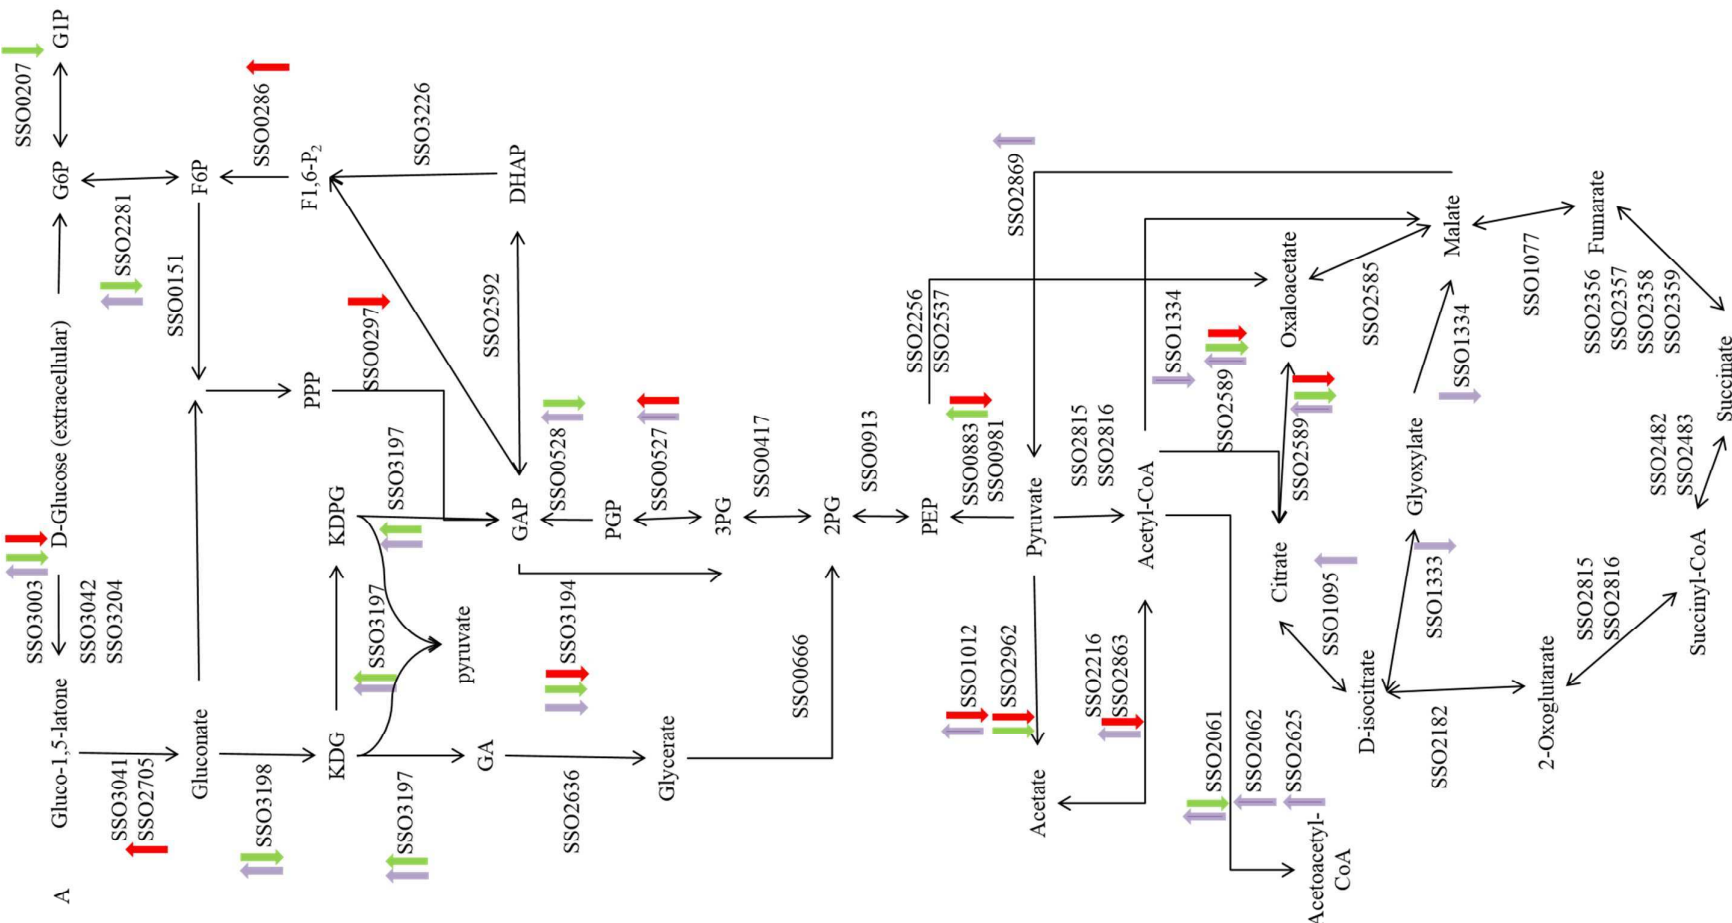 A
SSO0207
SSO3003
Gluco-1,5-latone
D-Glucose (extracellular)
G6P
G1P
SSO3042
SSO3204
SSO3041
SSO2705
SSO2281
SSO0151
Gluconate
F6P
SSO3198
SSO0286
KDG
KDPG
PPP
F1,6-P2
SSO0297
SSO3197
SSO3197
SSO3197
SSO3226
pyruvate
GA
SSO2592
GAP
DHAP
SSO0528
SSO2636
SSO3194
PGP
SSO0527
Glycerate
3PG
SSO0417
SSO0666
2PG
SSO0913
SSO2256
SSO2537
PEP
SSO0883
SSO0981
SSO1012
SSO2962
SSO2869
Acetate
Pyruvate
SSO2815
SSO2816
SSO2216
SSO2863
Acetyl-CoA
SSO1334
SSO2061
SSO2062
SSO2625
SSO2589
Citrate
Oxaloacetate
SSO2589
Acetoacetyl-
CoA
SSO1095
D-isocitrate
SSO2585
Glyoxylate
SSO1333
SSO2182
Malate
SSO1334
SSO1077
2-Oxoglutarate
SSO2815
SSO2816
Fumarate
SSO2356
SSO2357
SSO2358
SSO2359
SSO2482
SSO2483
Succinyl-CoA
Succinate